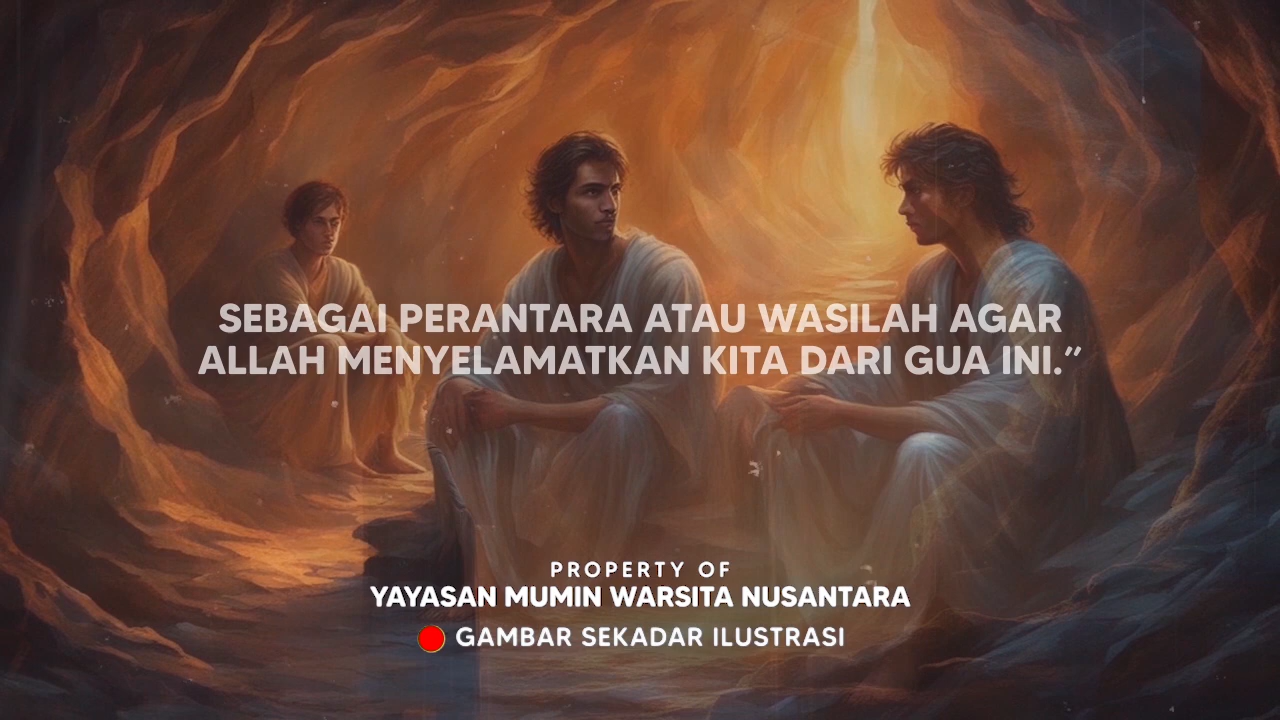 SEBAGAI PERANTARA ATAU WASILAH AGAR
ALLAH MENYELAMATKAN KITA DARI GUA INI.”
PROPERTY OF
YAYASAN MUMIN WARSITA NUSANTARA
GAMBAR SEKADAR ILUSTRASI